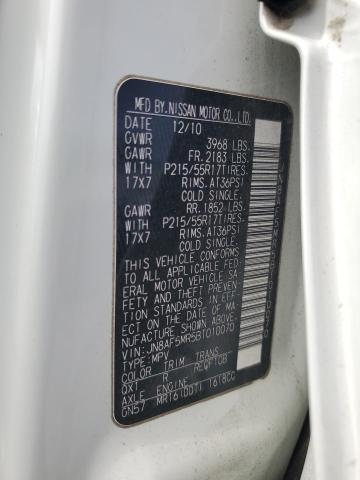 MFD BY.NISSAN MOTOR CO.,LTD.
DATE 12/10
GVWR 3968 LBS.
GAWR FR.2183 LBS.
WITH P215/55R17TIRES.
17X7 RIMS.AT36PSI
COLD SINGLE.
GAWR RR.1852 LBS.
WITH P215/55R17TIRES.
17X7 RIMS.AT36PSI
COLD SINGLE.
THIS VEHICLE CONFORMS
TO ALL APPLICABLE FED
ERAL MOTOR VEHICLE SA
FETY AND THEFT PREVE
NTION STANDARDS IN EFF
ECT ON THE DATE OF MA
NUFACTURE SHOWN ABOVE.
VIN:JN8AF5MR5BT010070
TYPE:MPV
COLOR TRIM TRANS
QX1 R
AXLE ENGINE
GN57 MR16(DDT) 1618CC